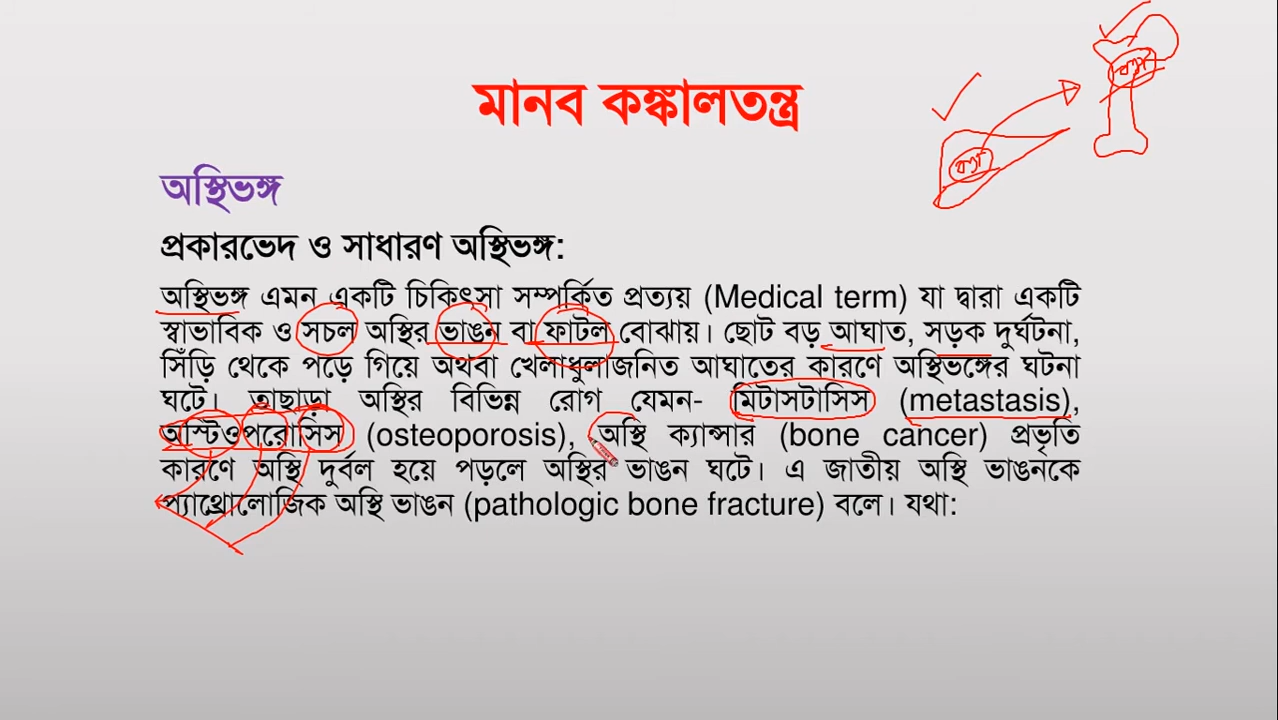 মানব কঙ্কালতন্ত্র
অস্থিভঙ্গ
প্রকারভেদ ও সাধারণ অস্থিভঙ্গ:
অস্থিভঙ্গ এমন একটি চিকিৎসা সম্পর্কিত প্রত্যয় (Medical term) যা দ্বারা একটি
স্বাভাবিক ও সচল অস্থির ভাঙন বা ফাটল বোঝায়। ছোট বড় আঘাত, সড়ক দুর্ঘটনা,
সিঁড়ি থেকে পড়ে গিয়ে অথবা খেলাধুলাজনিত আঘাতের কারণে অস্থিভঙ্গের ঘটনা
ঘটে। তাছাড়া অস্থির বিভিন্ন রোগ যেমন- মিটাসটাসিস (metastasis),
অস্টিওপরোসিস (osteoporosis), অস্থি ক্যান্সার (bone cancer) প্রভৃতি
কারণে অস্থি দুর্বল হয়ে পড়লে অস্থির ভাঙন ঘটে। এ জাতীয় অস্থি ভাঙনকে
প্যাথোলোজিক অস্থি ভাঙন (pathologic bone fracture) বলে। যথা: